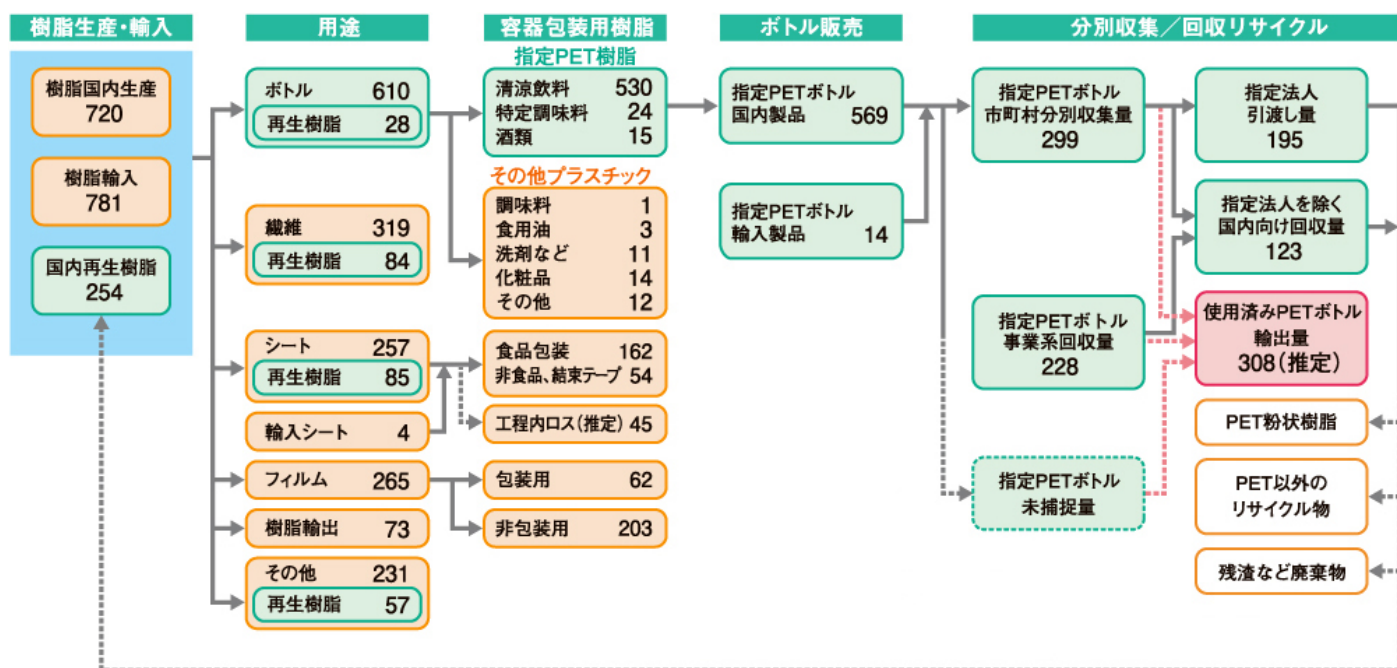 樹脂生産・輸入
樹脂国内生産
720
樹脂輸入
781
国内再生樹脂
254
用途
ボトル 610
再生樹脂 28
繊維 319
再生樹脂 84
シート 257
再生樹脂 85
輸入シート 4
フィルム 265
樹脂輸出 73
その他 231
再生樹脂 57
容器包装用樹脂
指定PET樹脂
清涼飲料 530
特定調味料 24
酒類 15
その他プラスチック
調味料 1
食用油 3
洗剤など 11
化粧品 14
その他 12
食品包装 162
非食品、結束テープ 54
工程内ロス(推定) 45
包装用 62
非包装用 203
ボトル販売
指定PETボトル
国内製品 569
指定PETボトル
輸入製品 14
分別収集／回収リサイクル
指定PETボトル
市町村分別収集量
299
指定PETボトル
事業系回収量
228
指定PETボトル
未捕捉量
指定法人
引渡し量
195
指定法人を除く
国内向け回収量
123
使用済みPETボトル
輸出量
308(推定)
PET粉状樹脂
PET以外の
リサイクル物
残渣など廃棄物